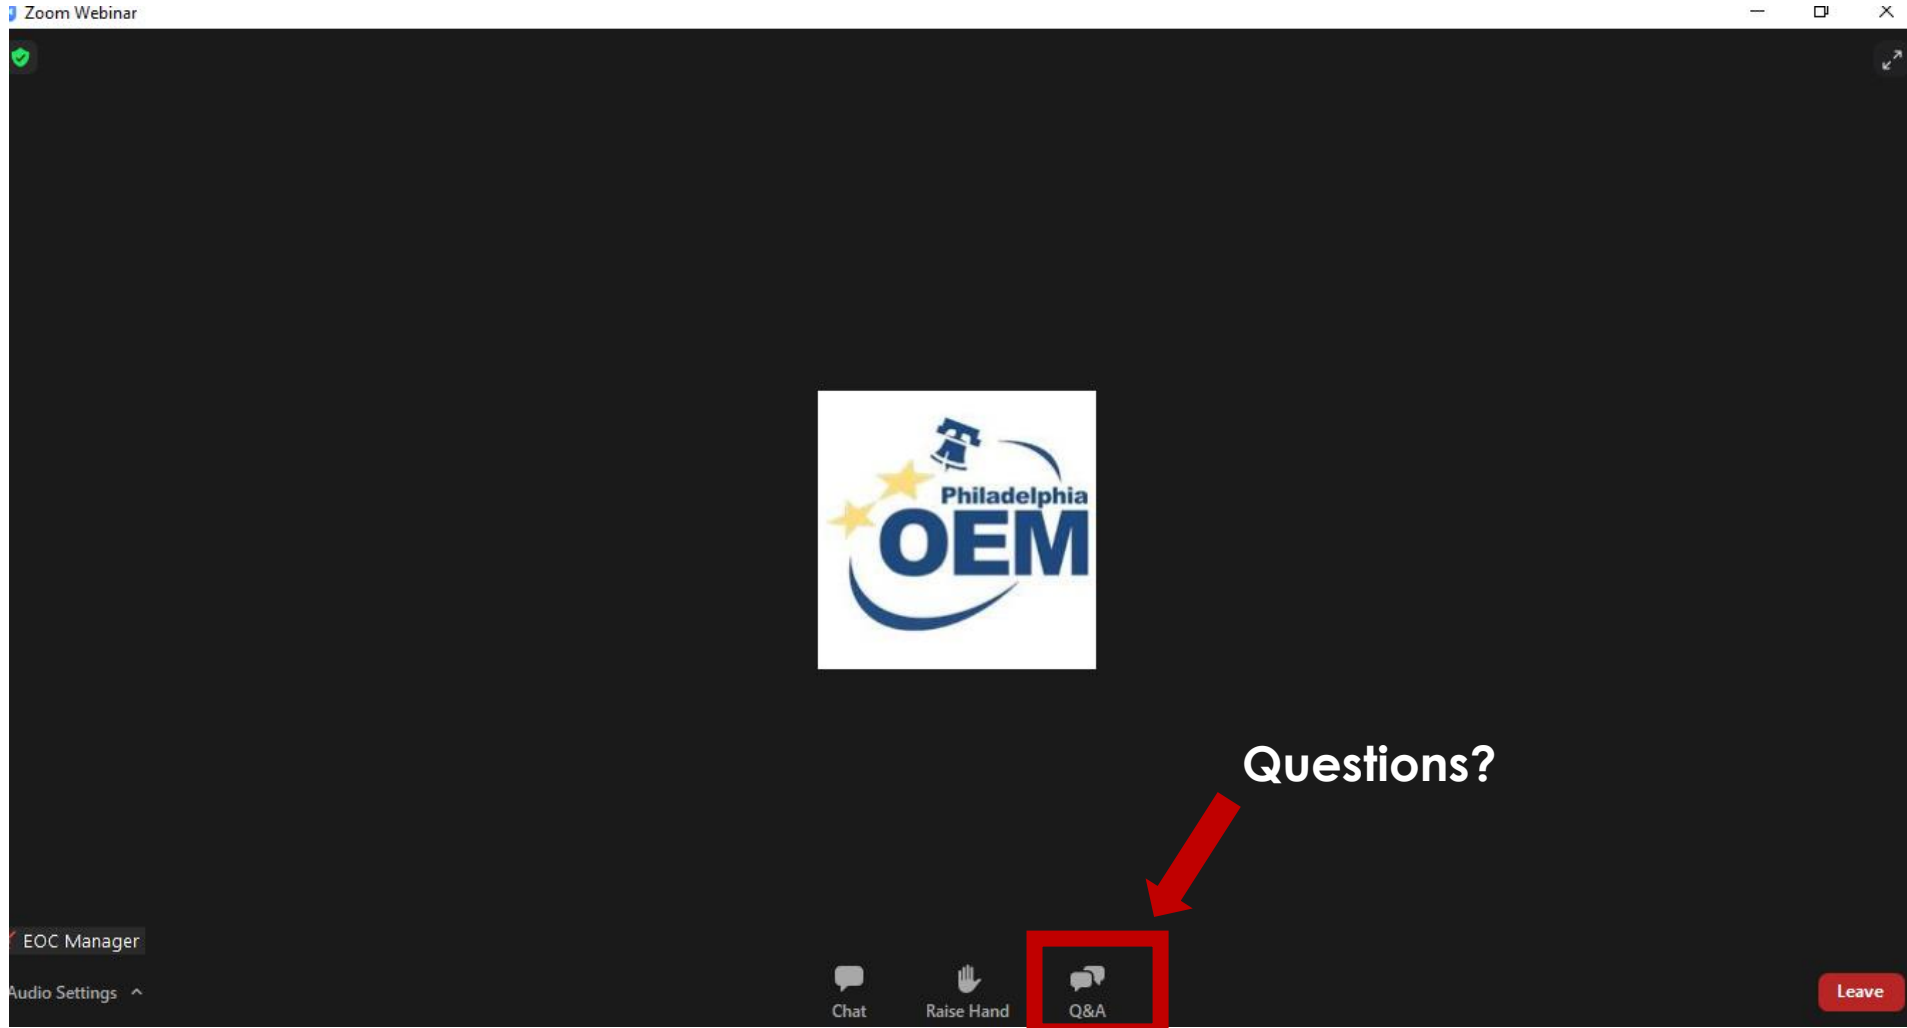 Zoom Webinar
Philadelphia
OEM
Questions?
EOC Manager
Audio Settings
Chat
Raise Hand
Q&A
Leave